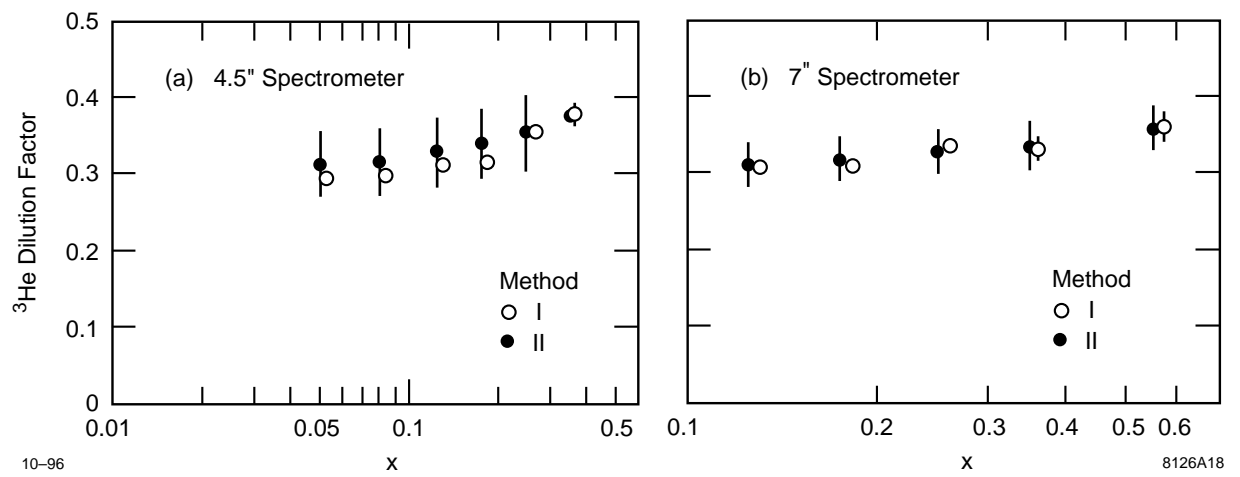 0.5
0.4
0.3
0.2
0.1
0
³He Dilution Factor
(a) 4.5" Spectrometer
Method
I
II
0.01 0.05 0.1 0.5
x
(b) 7" Spectrometer
Method
I
II
0.1 0.2 0.3 0.4 0.5 0.6
x
10–96
8126A18